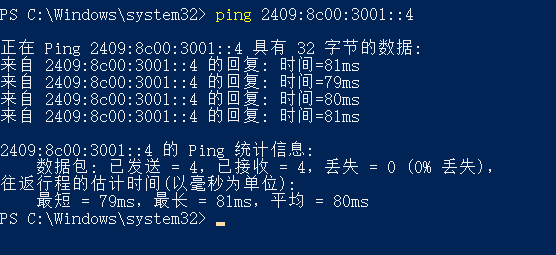 PS C:\Windows\system32> ping 2409:8c00:3001::4
正在 Ping 2409:8c00:3001::4 具有 32 字节的数据:
来自 2409:8c00:3001::4 的回复: 时间=81ms
来自 2409:8c00:3001::4 的回复: 时间=79ms
来自 2409:8c00:3001::4 的回复: 时间=80ms
来自 2409:8c00:3001::4 的回复: 时间=81ms
2409:8c00:3001::4 的 Ping 统计信息:
数据包: 已发送 = 4，已接收 = 4，丢失 = 0 (0% 丢失)，
往返行程的估计时间(以毫秒为单位):
最短 = 79ms，最长 = 81ms，平均 = 80ms
PS C:\Windows\system32>